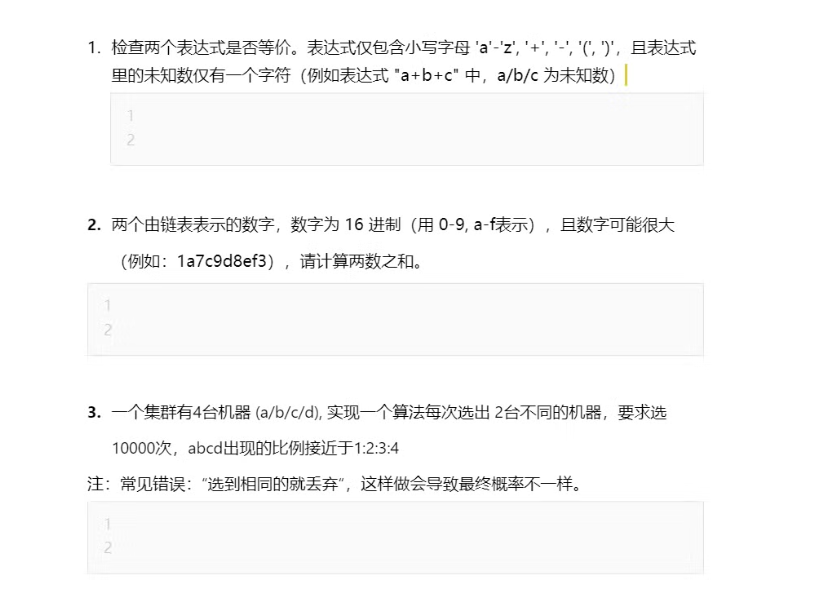 1. 检查两个表达式是否等价。表达式仅包含小写字母 'a'-'z', '+', '-', '(', ')'，且表达式
里的未知数仅有一个字符（例如表达式 "a+b+c" 中，a/b/c 为未知数）
1
2
2. 两个由链表表示的数字，数字为 16 进制（用 0-9, a-f表示），且数字可能很大
（例如：1a7c9d8ef3），请计算两数之和。
1
2
3. 一个集群有4台机器 (a/b/c/d), 实现一个算法每次选出 2台不同的机器，要求选
10000次，abcd出现的比例接近于1:2:3:4
注：常见错误：“选到相同的就丢弃”，这样做会导致最终概率不一样。
1
2